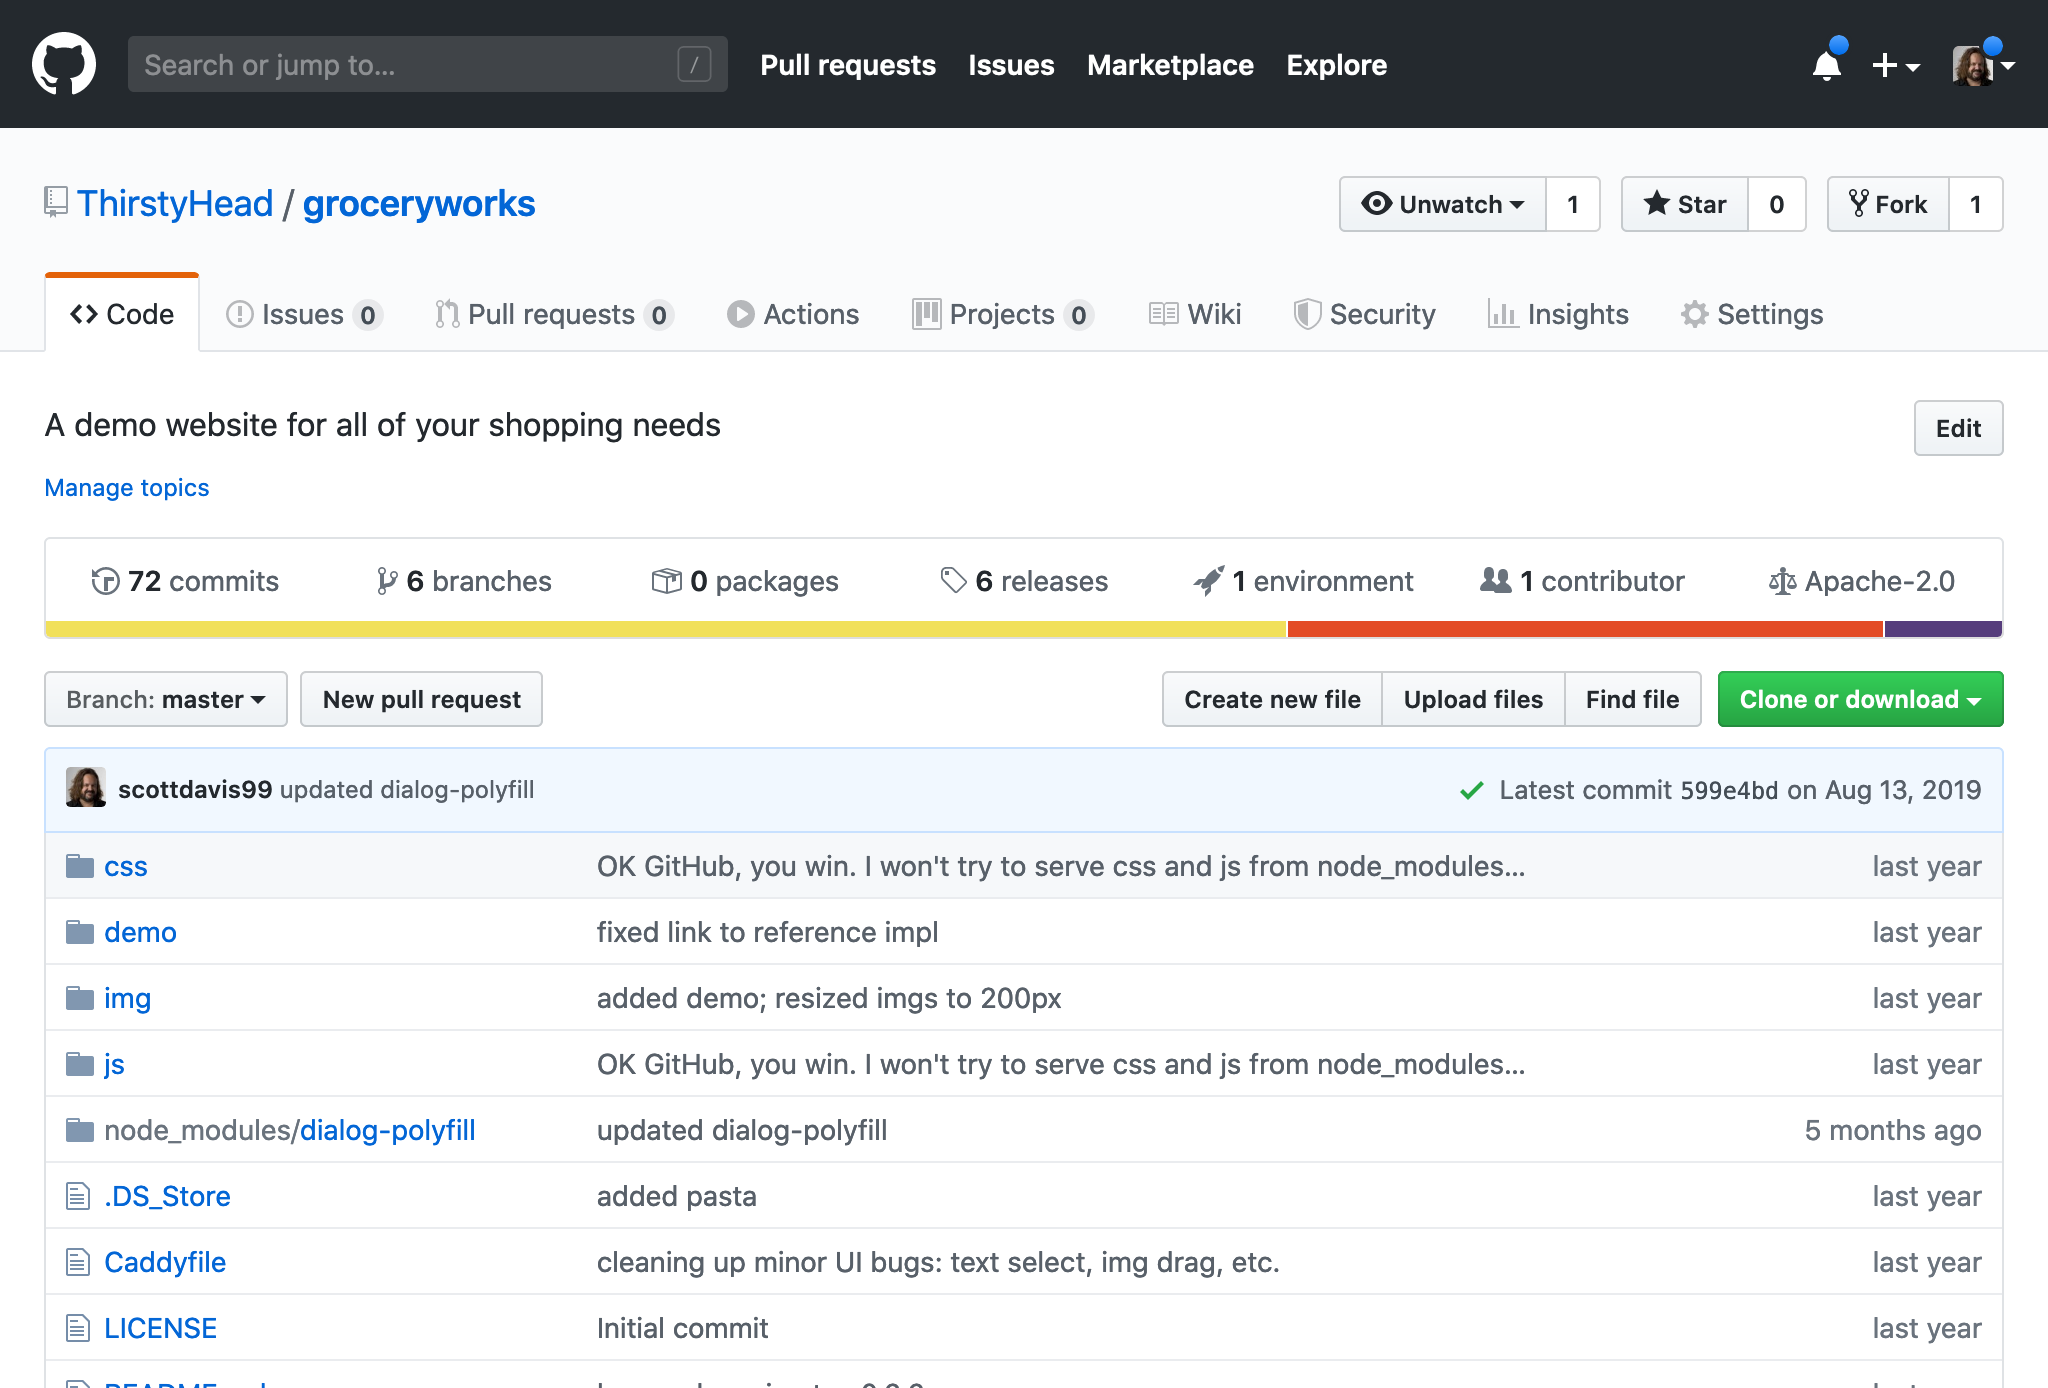 Search or jump to... /
Pull requests Issues Marketplace Explore
ThirstyHead / groceryworks
Unwatch 1 Star 0 Fork 1
Code Issues 0 Pull requests 0 Actions Projects 0 Wiki Security Insights Settings
A demo website for all of your shopping needs
Edit
Manage topics
72 commits 6 branches 0 packages 6 releases 1 environment 1 contributor Apache-2.0
Branch: master New pull request Create new file Upload files Find file Clone or download
scottdavis99 updated dialog-polyfill Latest commit 599e4bd on Aug 13, 2019
css OK GitHub, you win. I won't try to serve css and js from node_modules... last year
demo fixed link to reference impl last year
img added demo; resized imgs to 200px last year
js OK GitHub, you win. I won't try to serve css and js from node_modules... last year
node_modules/dialog-polyfill updated dialog-polyfill 5 months ago
.DS_Store added pasta last year
Caddyfile cleaning up minor UI bugs: text select, img drag, etc. last year
LICENSE Initial commit last year